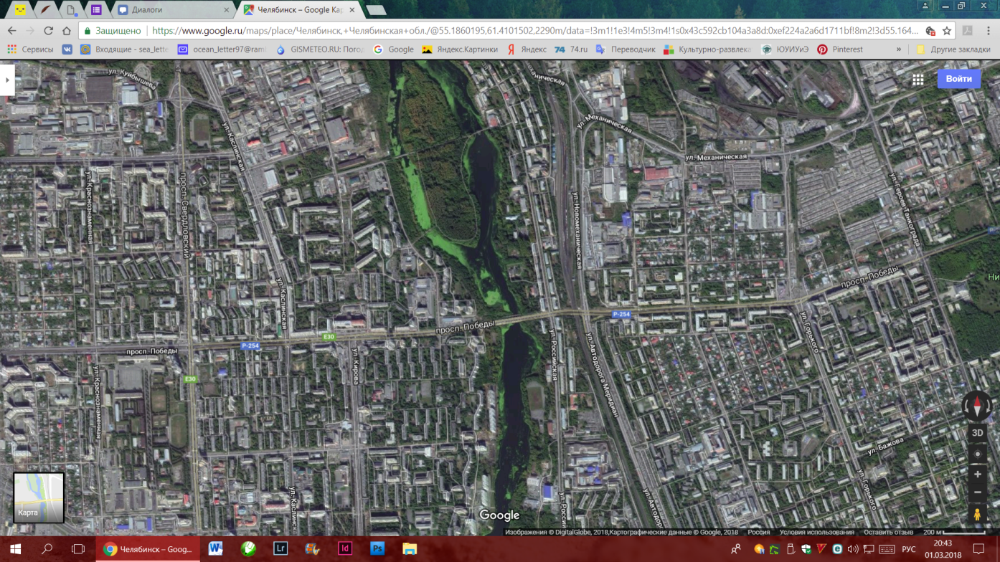 Диалоги
Челябинск – Google Кар
Защищено
https://www.google.ru/maps/place/Челябинск,+Челябинская+обл./@55.1860195,61.4101502,2290m/data=!3m1!1e3!4m5!3m4!1s0x43c592cb104a3a8d:0xef224a2a6d1711bf!8m2!3d55.164...
Сервисы
Входящие - sea_lette
ocean_letter97@ram
GISMETEO.RU: Погод
Google
Яндекс.Картинки
Яндекс
74.ru
Переводчик
Культурно-развлека
ЮУИУиЭ
Pinterest
»
Другие закладки
Войти
ул. Куйбышева
ул. Каслинская
ул. Механическая
ул. Механическая
ул. Краснознаменная
просп. Свердловский
ул. Новомеханическая
ул. Героев Танкограда
просп. Победы
Ни
ул. Каслинская
просп. Победы
P-254
E30
P-254
просп. Победы
ул. Кирова
ул. Российская
ул. Автодорога Меридиан
ул. Горького
E30
ул. Краснознаменная
ул. Бажова
ул. Горького
3D
Карта
Google
Изображения © DigitalGlobe, 2018,Картографические данные © Google, 2018
Россия
Условия использования
Оставить отзыв
200 м
Челябинск – Goog...
Lr
Id
Ps
РУС
20:43
01.03.2018